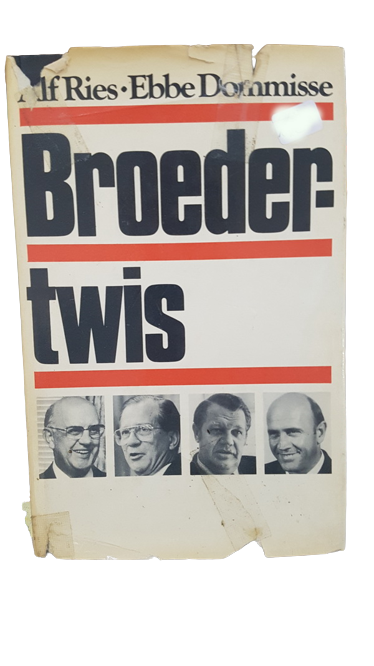 Alf Ries • Ebbe Dommisse
Broeder-
twis